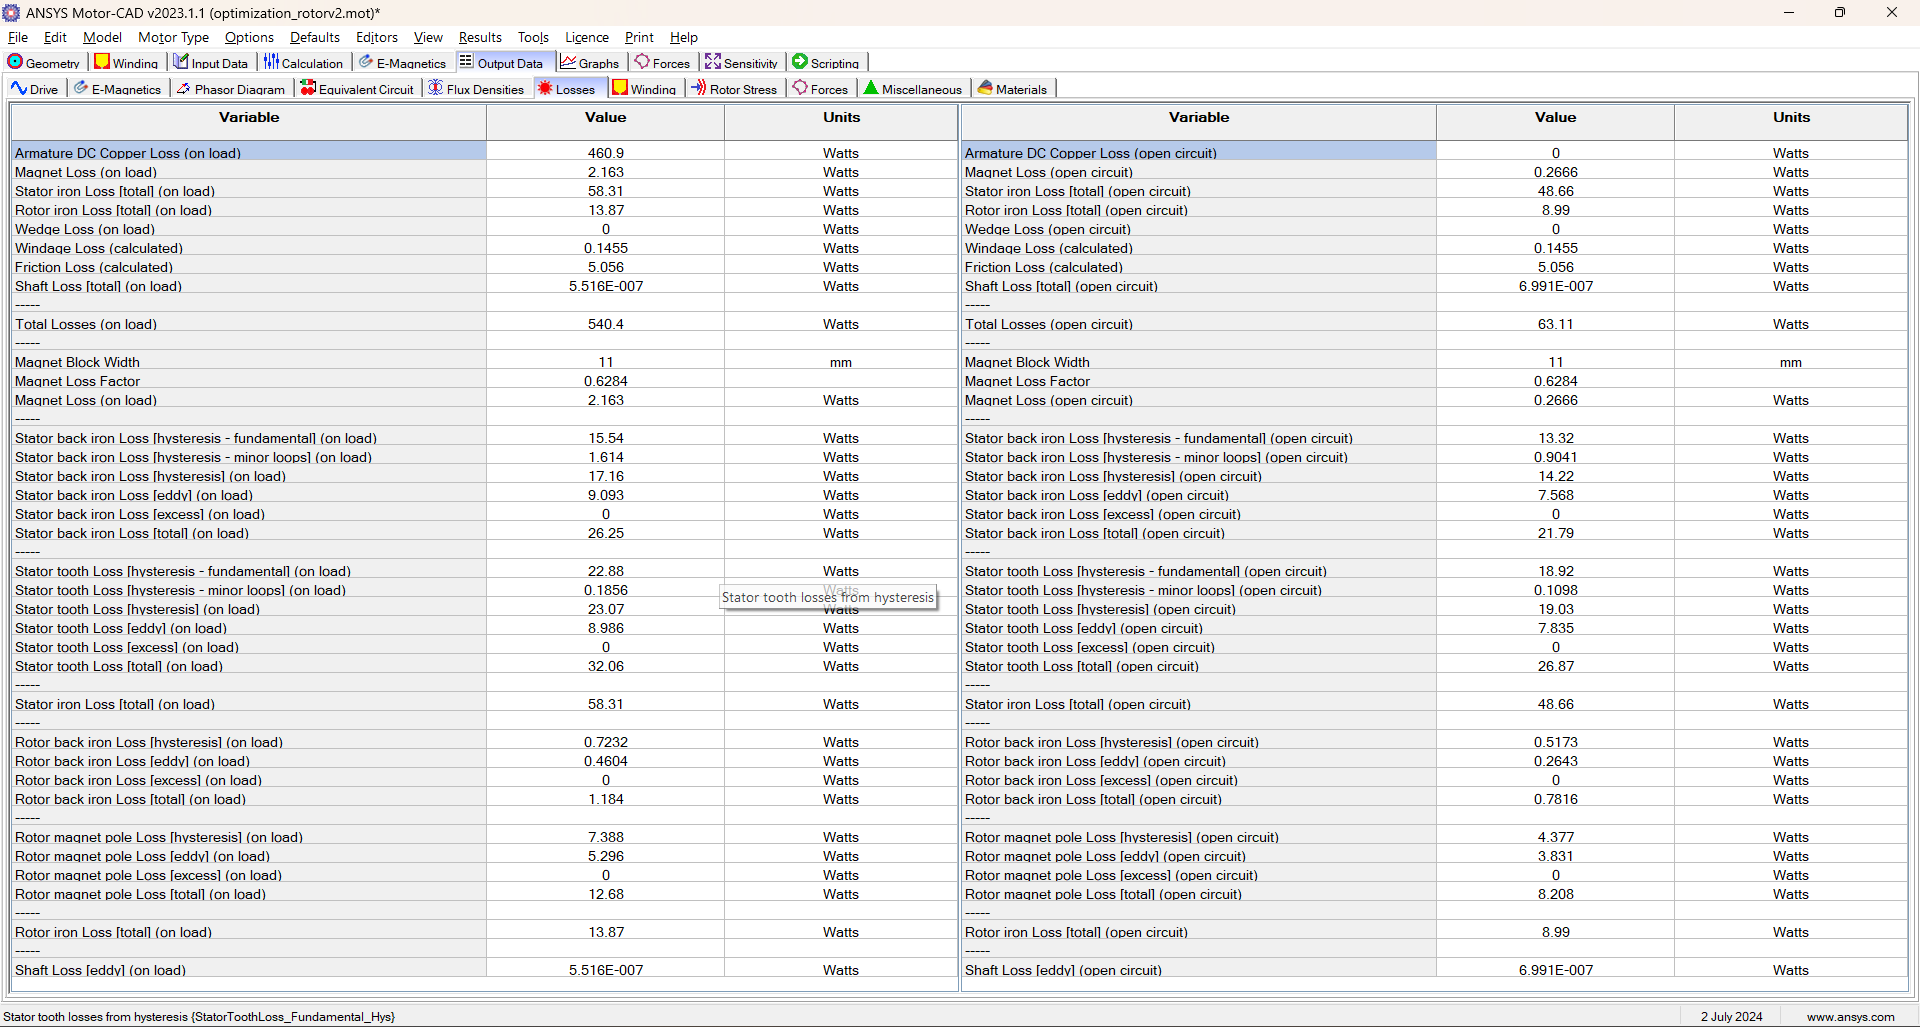 ANSYS Motor-CAD v2023.1.1 (optimization_rotorv2.mot)*
File Edit Model Motor Type Options Defaults Editors View Results Tools Licence Print Help
Geometry Winding Input Data Calculation E-Magnetics Output Data Graphs Forces Sensitivity Scripting
Drive E-Magnetics Phasor Diagram Equivalent Circuit Flux Densities Losses Winding Rotor Stress Forces Miscellaneous Materials
Variable Value Units Variable Value Units
Armature DC Copper Loss (on load) 460.9 Watts Armature DC Copper Loss (open circuit) 0 Watts
Magnet Loss (on load) 2.163 Watts Magnet Loss (open circuit) 0.2666 Watts
Stator iron Loss [total] (on load) 58.31 Watts Stator iron Loss [total] (open circuit) 48.66 Watts
Rotor iron Loss [total] (on load) 13.87 Watts Rotor iron Loss [total] (open circuit) 8.99 Watts
Wedge Loss (on load) 0 Watts Wedge Loss (open circuit) 0 Watts
Windage Loss (calculated) 0.1455 Watts Windage Loss (calculated) 0.1455 Watts
Friction Loss (calculated) 5.056 Watts Friction Loss (calculated) 5.056 Watts
Shaft Loss [total] (on load) 5.516E-007 Watts Shaft Loss [total] (open circuit) 6.991E-007 Watts
----- -----
Total Losses (on load) 540.4 Watts Total Losses (open circuit) 63.11 Watts
----- -----
Magnet Block Width 11 mm Magnet Block Width 11 mm
Magnet Loss Factor 0.6284 Magnet Loss Factor 0.6284
Magnet Loss (on load) 2.163 Watts Magnet Loss (open circuit) 0.2666 Watts
----- -----
Stator back iron Loss [hysteresis - fundamental] (on load) 15.54 Watts Stator back iron Loss [hysteresis - fundamental] (open circuit) 13.32 Watts
Stator back iron Loss [hysteresis - minor loops] (on load) 1.614 Watts Stator back iron Loss [hysteresis - minor loops] (open circuit) 0.9041 Watts
Stator back iron Loss [hysteresis] (on load) 17.16 Watts Stator back iron Loss [hysteresis] (open circuit) 14.22 Watts
Stator back iron Loss [eddy] (on load) 9.093 Watts Stator back iron Loss [eddy] (open circuit) 7.568 Watts
Stator back iron Loss [excess] (on load) 0 Watts Stator back iron Loss [excess] (open circuit) 0 Watts
Stator back iron Loss [total] (on load) 26.25 Watts Stator back iron Loss [total] (open circuit) 21.79 Watts
----- -----
Stator tooth Loss [hysteresis - fundamental] (on load) 22.88 Watts Stator tooth Loss [hysteresis - fundamental] (open circuit) 18.92 Watts
Stator tooth Loss [hysteresis - minor loops] (on load) 0.1856 Watts Stator tooth Loss [hysteresis - minor loops] (open circuit) 0.1098 Watts
Stator tooth losses from hysteresis
Stator tooth Loss [hysteresis] (on load) 23.07 Watts Stator tooth Loss [hysteresis] (open circuit) 19.03 Watts
Stator tooth Loss [eddy] (on load) 8.986 Watts Stator tooth Loss [eddy] (open circuit) 7.835 Watts
Stator tooth Loss [excess] (on load) 0 Watts Stator tooth Loss [excess] (open circuit) 0 Watts
Stator tooth Loss [total] (on load) 32.06 Watts Stator tooth Loss [total] (open circuit) 26.87 Watts
----- -----
Stator iron Loss [total] (on load) 58.31 Watts Stator iron Loss [total] (open circuit) 48.66 Watts
----- -----
Rotor back iron Loss [hysteresis] (on load) 0.7232 Watts Rotor back iron Loss [hysteresis] (open circuit) 0.5173 Watts
Rotor back iron Loss [eddy] (on load) 0.4604 Watts Rotor back iron Loss [eddy] (open circuit) 0.2643 Watts
Rotor back iron Loss [excess] (on load) 0 Watts Rotor back iron Loss [excess] (open circuit) 0 Watts
Rotor back iron Loss [total] (on load) 1.184 Watts Rotor back iron Loss [total] (open circuit) 0.7816 Watts
----- -----
Rotor magnet pole Loss [hysteresis] (on load) 7.388 Watts Rotor magnet pole Loss [hysteresis] (open circuit) 4.377 Watts
Rotor magnet pole Loss [eddy] (on load) 5.296 Watts Rotor magnet pole Loss [eddy] (open circuit) 3.831 Watts
Rotor magnet pole Loss [excess] (on load) 0 Watts Rotor magnet pole Loss [excess] (open circuit) 0 Watts
Rotor magnet pole Loss [total] (on load) 12.68 Watts Rotor magnet pole Loss [total] (open circuit) 8.208 Watts
----- -----
Rotor iron Loss [total] (on load) 13.87 Watts Rotor iron Loss [total] (open circuit) 8.99 Watts
----- -----
Shaft Loss [eddy] (on load) 5.516E-007 Watts Shaft Loss [eddy] (open circuit) 6.991E-007 Watts
Stator tooth losses from hysteresis {StatorToothLoss_Fundamental_Hys} 2 July 2024 www.ansys.com